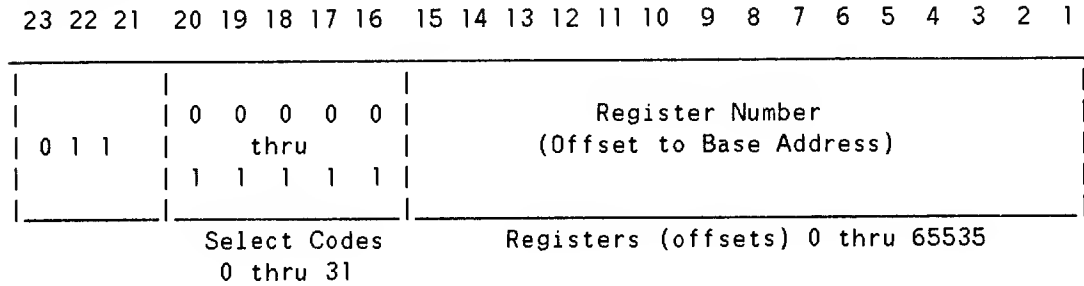 23 22 21 20 19 18 17 16 15 14 13 12 11 10 9 8 7 6 5 4 3 2 1
0 0 0 0 0 Register Number
0 1 1 thru (Offset to Base Address)
1 1 1 1 1
Select Codes Registers (offsets) 0 thru 65535
0 thru 31